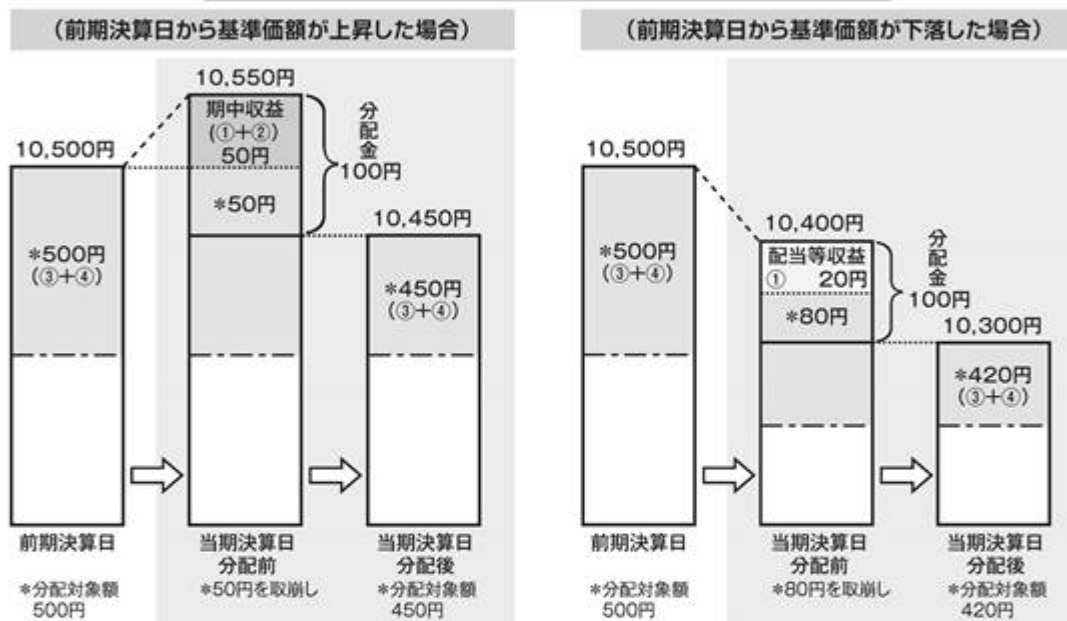 (前期決算日から基準価額が上昇した場合)
10,550円
期中収益
(①+②)
50円
分配金
100円
10,500円
*50円
10,450円
*500円
(③+④)
*450円
(③+④)
前期決算日
当期決算日
分配前
当期決算日
分配後
*分配対象額
500円
*50円を取崩し
*分配対象額
450円
(前期決算日から基準価額が下落した場合)
10,500円
10,400円
*500円
(③+④)
配当等収益
① 20円
分配金
100円
*80円
10,300円
*420円
(③+④)
前期決算日
当期決算日
分配前
当期決算日
分配後
*分配対象額
500円
*80円を取崩し
*分配対象額
420円